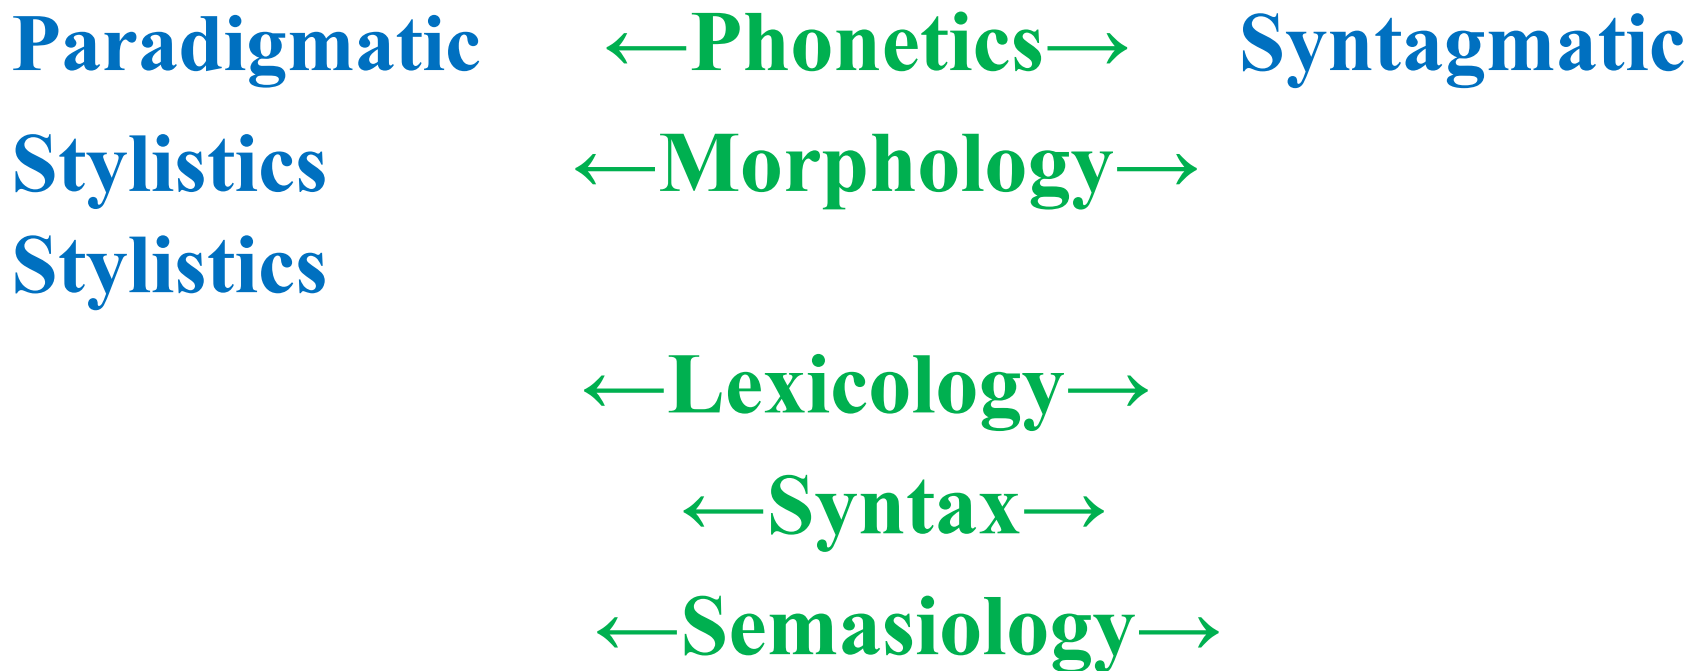 Paradigmatic ←Phonetics→ Syntagmatic
Stylistics ←Morphology→
Stylistics
←Lexicology→
←Syntax→
←Semasiology→